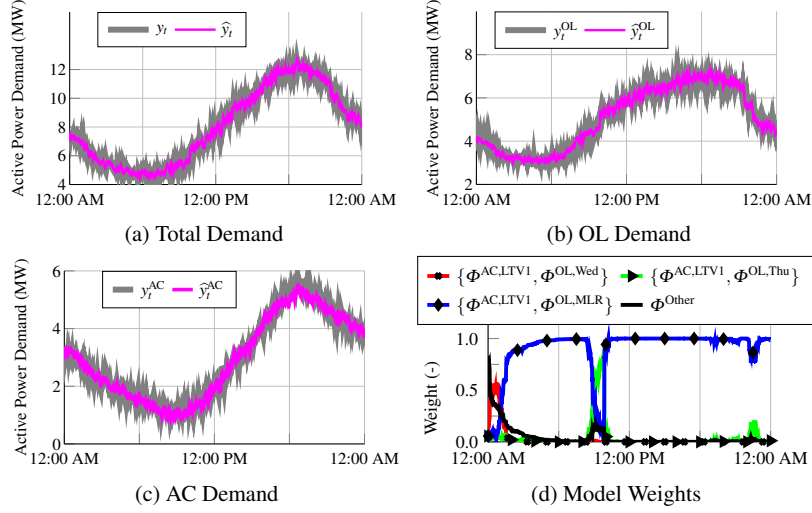 y_t ŷ_t
Active Power Demand (MW)
12
10
8
6
4
12:00 AM 12:00 PM 12:00 AM
(a) Total Demand
y_t^OL ŷ_t^OL
Active Power Demand (MW)
8
6
4
2
12:00 AM 12:00 PM 12:00 AM
(b) OL Demand
y_t^AC ŷ_t^AC
Active Power Demand (MW)
6
4
2
0
12:00 AM 12:00 PM 12:00 AM
(c) AC Demand
{Φ^AC,LTV1, Φ^OL,Wed} {Φ^AC,LTV1, Φ^OL,Thu}
{Φ^AC,LTV1, Φ^OL,MLR} Φ^Other
Weight (-)
1.0
0.5
0.0
12:00 AM 12:00 PM 12:00 AM
(d) Model Weights